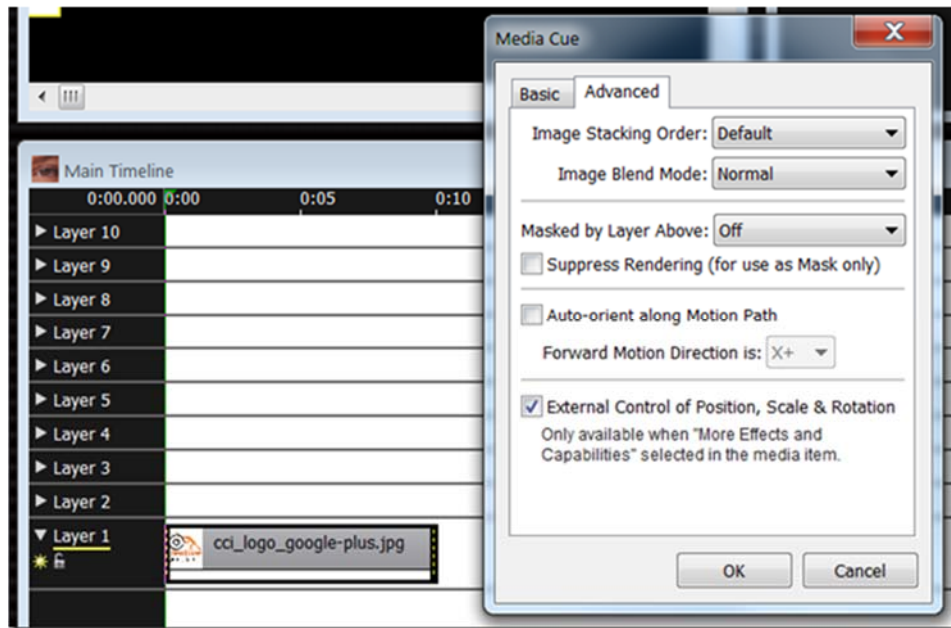 Main Timeline
0:00.000 0:00 0:05 0:10
Layer 10
Layer 9
Layer 8
Layer 7
Layer 6
Layer 5
Layer 4
Layer 3
Layer 2
Layer 1
cci_logo_google-plus.jpg
Media Cue
Basic Advanced
Image Stacking Order: Default
Image Blend Mode: Normal
Masked by Layer Above: Off
Suppress Rendering (for use as Mask only)
Auto-orient along Motion Path
Forward Motion Direction is: X+
External Control of Position, Scale & Rotation
Only available when "More Effects and
Capabilities" selected in the media item.
OK Cancel